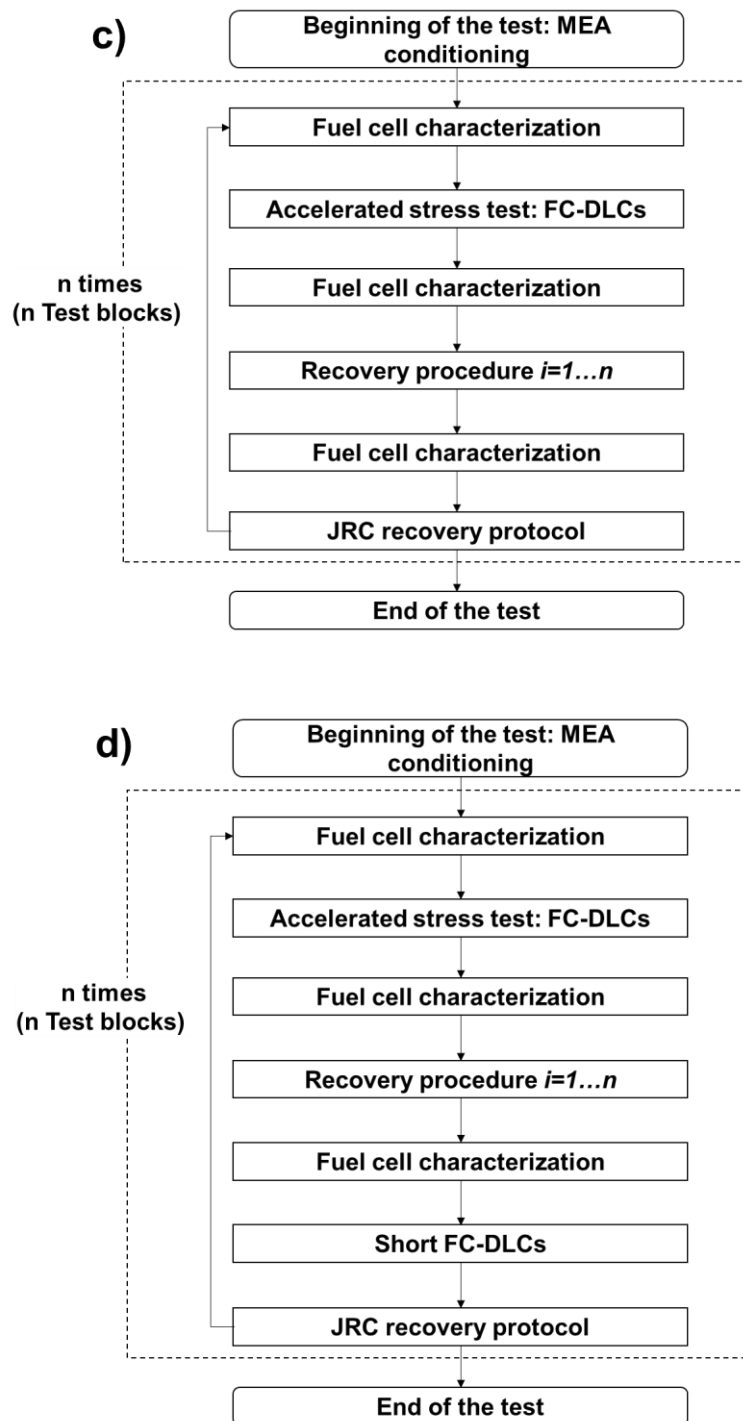 c)
Beginning of the test: MEA
conditioning
Fuel cell characterization
Accelerated stress test: FC-DLCs
Fuel cell characterization
n times
(n Test blocks)
Recovery procedure i=1...n
Fuel cell characterization
JRC recovery protocol
End of the test
d)
Beginning of the test: MEA
conditioning
Fuel cell characterization
Accelerated stress test: FC-DLCs
Fuel cell characterization
n times
(n Test blocks)
Recovery procedure i=1...n
Fuel cell characterization
Short FC-DLCs
JRC recovery protocol
End of the test